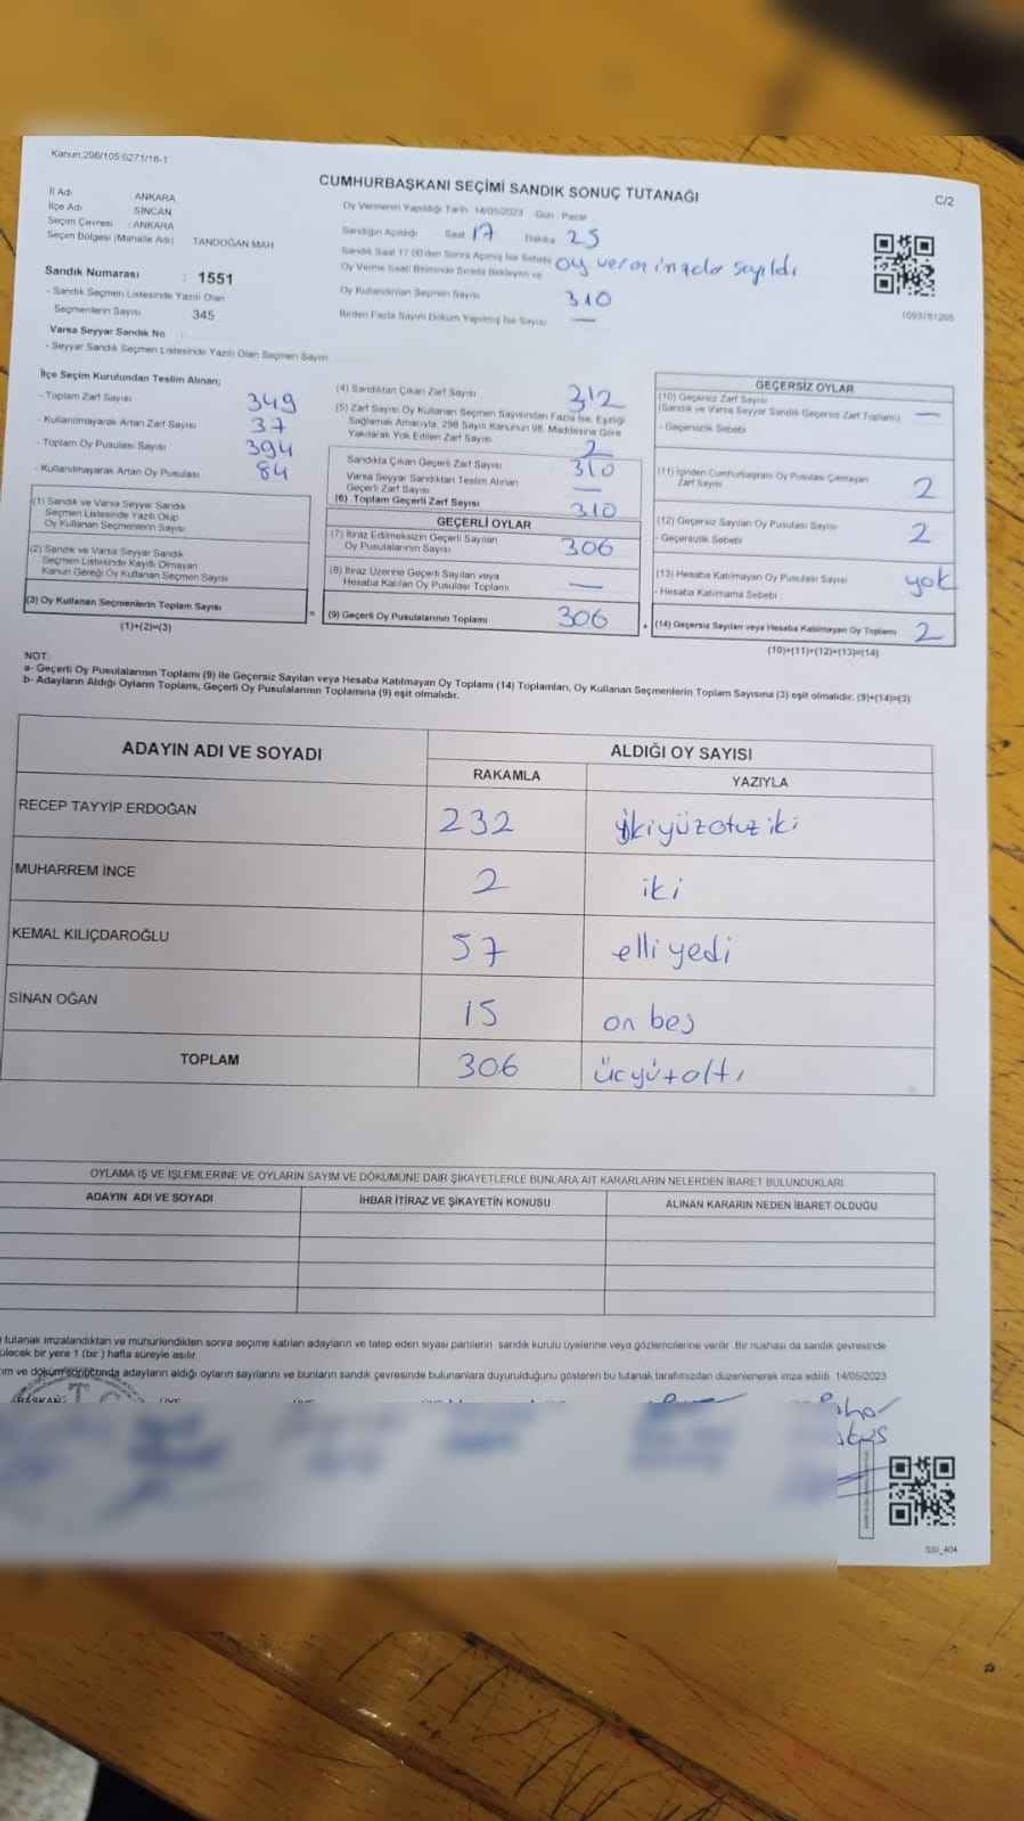 Kanun:298/105:6271/18-1
CUMHURBAŞKANI SEÇİMİ SANDIK SONUÇ TUTANAĞI
C/2
İl Adı : ANKARA
İlçe Adı : SİNCAN
Seçim Çevresi : ANKARA
Seçim Bölgesi (Mahalle Adı) : TANDOĞAN MAH
Sandık Numarası : 1551
- Sandık Seçmen Listesinde Yazılı Olan
Seçmenlerin Sayısı 345
Varsa Seyyar Sandık No :
- Seyyar Sandık Seçmen Listesinde Yazılı Olan Seçmen Sayısı
Oy Vermenin Yapıldığı Tarih : 14/05/2023 Gün : Pazar
Sandığın Açıldığı Saat 17 Dakika 25
Sandık Saat 17.00'den Sonra Açılmış İse Sebebi oy verme sayıldı
Oy Verme Saati Bitiminde Sırada Bekleyen ve
Oy Kullandırılan Seçmen Sayısı 310
Birden Fazla Sayım Döküm Yapılmış İse Sayısı —
İlçe Seçim Kurulundan Teslim Alınan;
- Toplam Zarf Sayısı 349
- Kullanılmayarak Artan Zarf Sayısı 37
- Toplam Oy Pusulası Sayısı 394
- Kullanılmayarak Artan Oy Pusulası 84
(1) Sandık ve Varsa Seyyar Sandık
Seçmen Listesinde Yazılı Olup
Oy Kullanan Seçmenlerin Sayısı
(2) Sandık ve Varsa Seyyar Sandık
Seçmen Listesinde Kayıtlı Olmayan
Kanun Gereği Oy Kullanan Seçmen Sayısı
(3) Oy Kullanan Seçmenlerin Toplam Sayısı
(1)+(2)=(3)
(4) Sandıktan Çıkan Zarf Sayısı 312
(5) Zarf Sayısı Oy Kullanan Seçmen Sayısından Fazla İse, Eşitliği
Sağlamak Amacıyla, 298 Sayılı Kanunun 98. Maddesine Göre
Yakılarak Yok Edilen Zarf Sayısı 2
Sandıkta Çıkan Geçerli Zarf Sayısı 310
Varsa Seyyar Sandıktan Teslim Alınan
Geçerli Zarf Sayısı —
(6) Toplam Geçerli Zarf Sayısı 310
GEÇERLİ OYLAR
(7) İtiraz Edilmeksizin Geçerli Sayılan
Oy Pusulalarının Sayısı 306
(8) İtiraz Üzerine Geçerli Sayılan veya
Hesaba Katılan Oy Pusulası Toplamı —
= (9) Geçerli Oy Pusulalarının Toplamı 306
GEÇERSİZ OYLAR
(10) Geçersiz Zarf Sayısı
(Sandık ve Varsa Seyyar Sandık Geçersiz Zarf Toplamı) —
- Geçersizlik Sebebi
(11) İçinden Cumhurbaşkanı Oy Pusulası Çıkmayan
Zarf Sayısı 2
(12) Geçersiz Sayılan Oy Pusulası Sayısı 2
- Geçersizlik Sebebi
(13) Hesaba Katılmayan Oy Pusulası Sayısı yok
- Hesaba Katılmama Sebebi
+ (14) Geçersiz Sayılan veya Hesaba Katılmayan Oy Toplamı 2
(10)+(11)+(12)+(13)=(14)
NOT:
a- Geçerli Oy Pusulalarının Toplamı (9) ile Geçersiz Sayılan veya Hesaba Katılmayan Oy Toplamı (14) Toplamları, Oy Kullanan Seçmenlerin Toplam Sayısına (3) eşit olmalıdır. (9)+(14)=(3)
b- Adayların Aldığı Oyların Toplamı, Geçerli Oy Pusulalarının Toplamına (9) eşit olmalıdır.
ADAYIN ADI VE SOYADI ALDIĞI OY SAYISI
RAKAMLA YAZIYLA
RECEP TAYYİP ERDOĞAN 232 ikiyüzotuz iki
MUHARREM İNCE 2 iki
KEMAL KILIÇDAROĞLU 57 elli yedi
SİNAN OĞAN 15 on beş
TOPLAM 306 üçyüzaltı
OYLAMA İŞ VE İŞLEMLERİNE VE OYLARIN SAYIM VE DÖKÜMÜNE DAİR ŞİKAYETLERLE BUNLARA AİT KARARLARIN NELERDEN İBARET BULUNDUKLARI
ADAYIN ADI VE SOYADI İHBAR İTİRAZ VE ŞİKAYETİN KONUSU ALINAN KARARIN NEDEN İBARET OLDUĞU
tutanak imzalandıktan ve mühürlendikten sonra seçime katılan adayların ve talep eden siyasi partilerin sandık kurulu üyelerine veya gözlemcilerine verilir. Bir nüshası da sandık çevresinde
bir yere 1 (bir) hafta süreyle asılır.
ve döküm sonucunda adayların aldığı oyların sayılarını ve bunların sandık çevresinde bulunanlara duyurulduğunu gösteren bu tutanak tarafımızdan düzenlenerek imza edildi. 14/05/2023